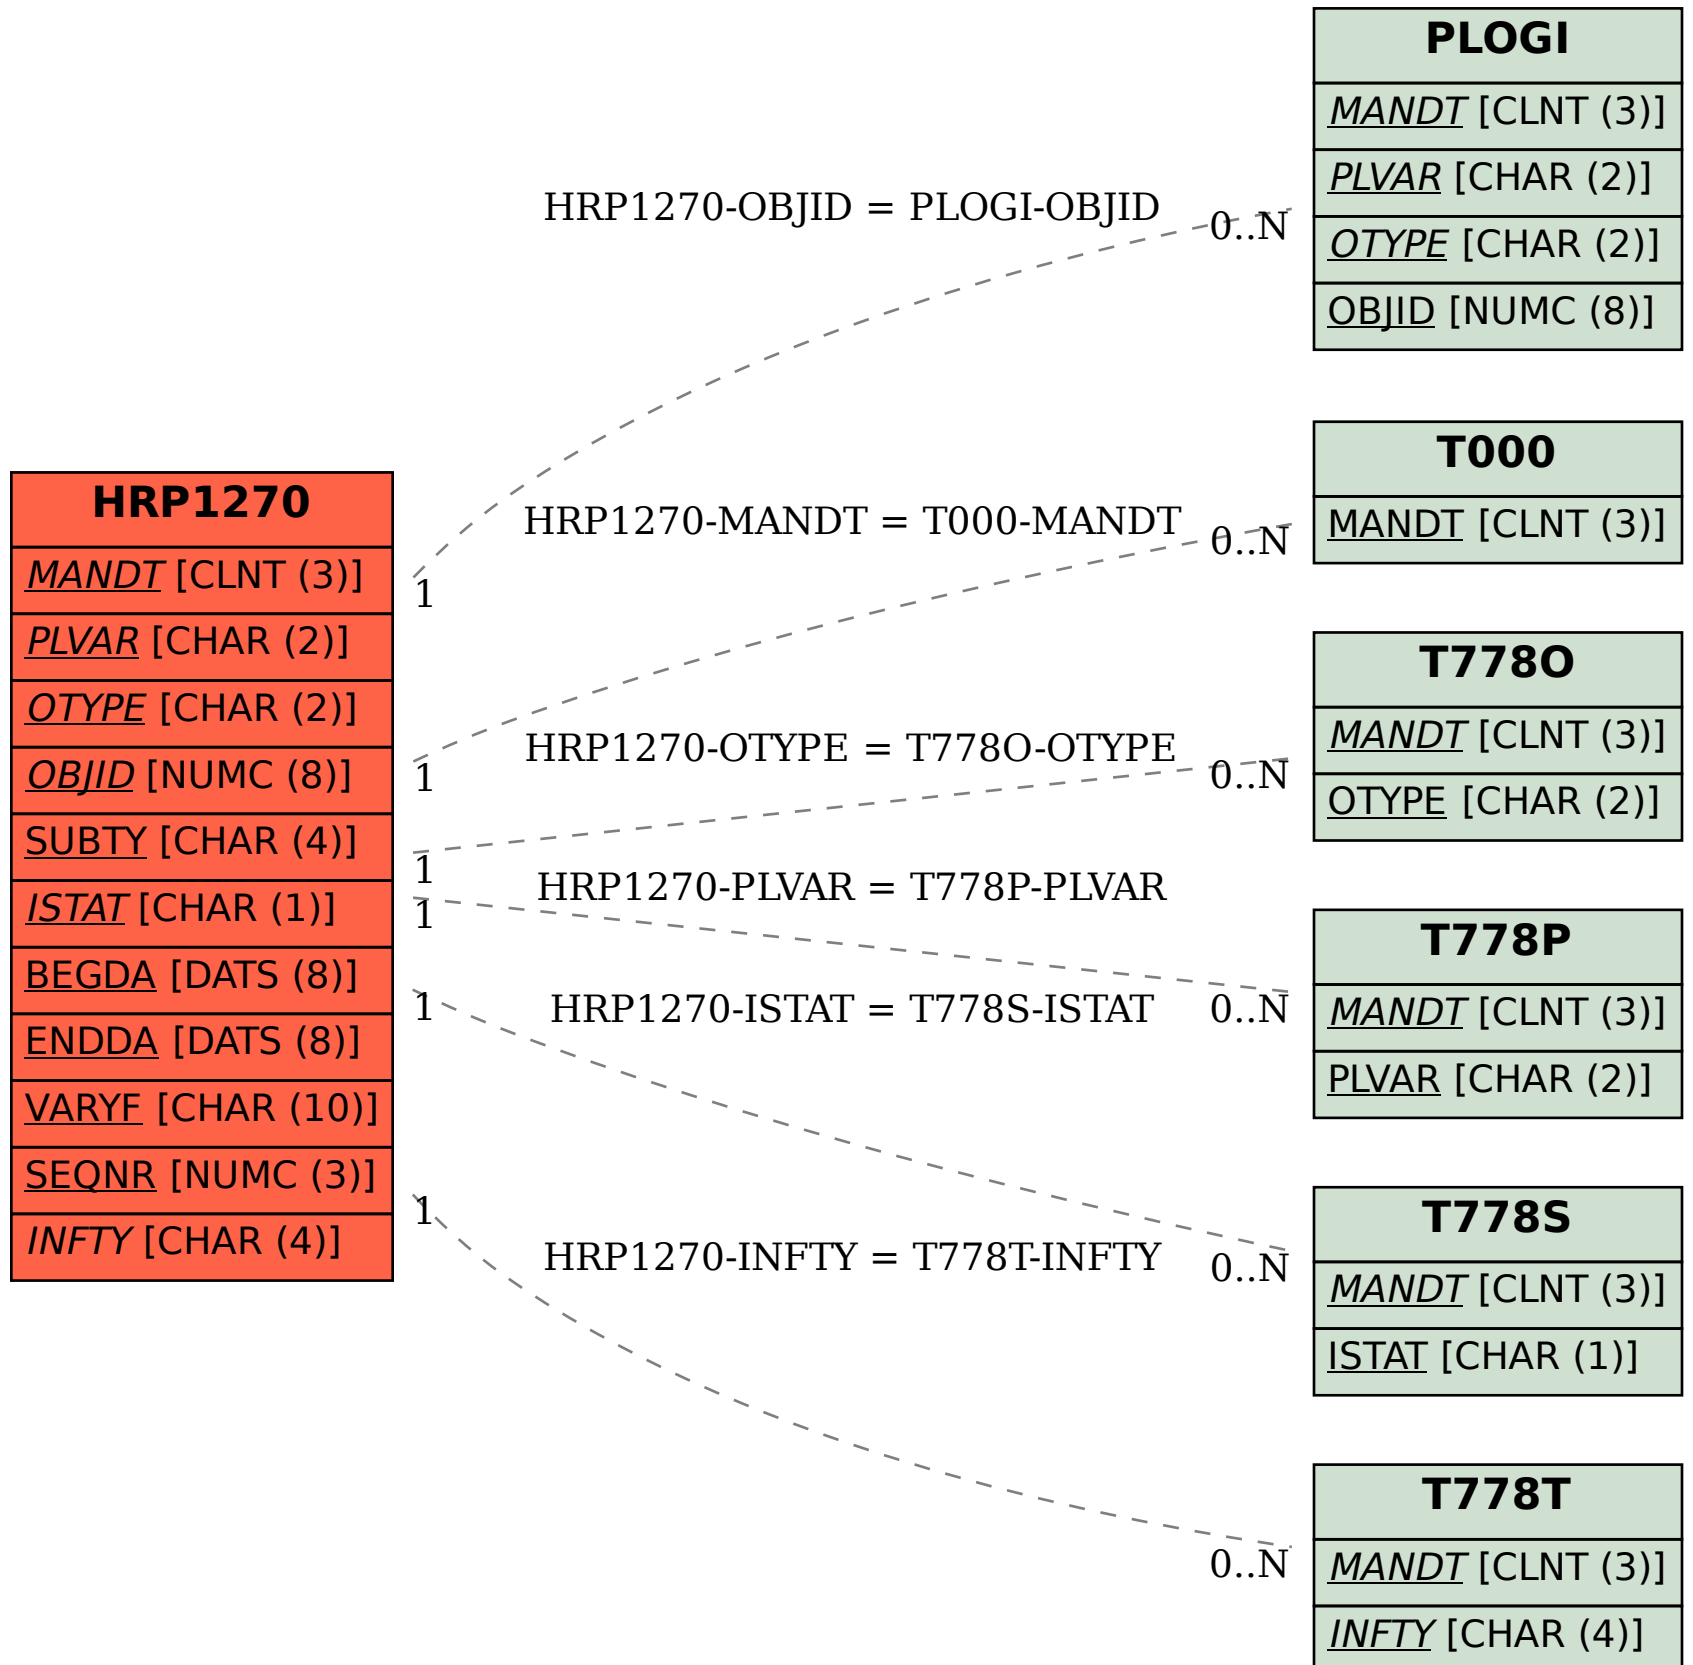 HRP1270
MANDT [CLNT (3)]
PLVAR [CHAR (2)]
OTYPE [CHAR (2)]
OBJID [NUMC (8)]
SUBTY [CHAR (4)]
ISTAT [CHAR (1)]
BEGDA [DATS (8)]
ENDDA [DATS (8)]
VARYF [CHAR (10)]
SEQNR [NUMC (3)]
INFTY [CHAR (4)]
HRP1270-OBJID = PLOGI-OBJID
0..N
1
HRP1270-MANDT = T000-MANDT
0..N
1
HRP1270-OTYPE = T778O-OTYPE
0..N
1
HRP1270-PLVAR = T778P-PLVAR
1
0..N
HRP1270-ISTAT = T778S-ISTAT
1
0..N
HRP1270-INFTY = T778T-INFTY
1
0..N
PLOGI
MANDT [CLNT (3)]
PLVAR [CHAR (2)]
OTYPE [CHAR (2)]
OBJID [NUMC (8)]
T000
MANDT [CLNT (3)]
T778O
MANDT [CLNT (3)]
OTYPE [CHAR (2)]
T778P
MANDT [CLNT (3)]
PLVAR [CHAR (2)]
T778S
MANDT [CLNT (3)]
ISTAT [CHAR (1)]
T778T
MANDT [CLNT (3)]
INFTY [CHAR (4)]